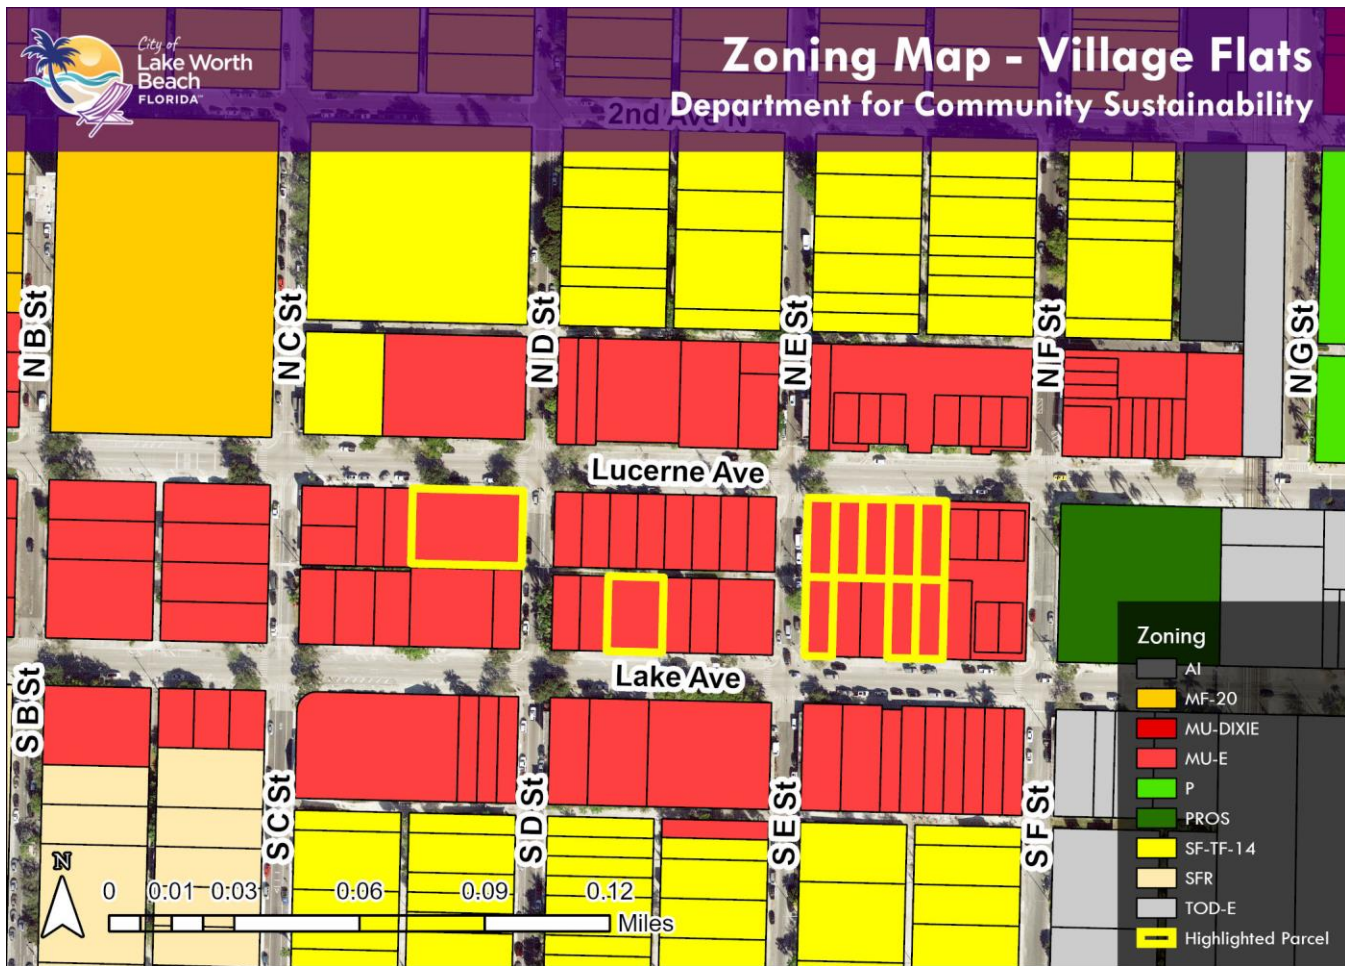 City of
Lake Worth
Beach
FLORIDA™
Zoning Map - Village Flats
Department for Community Sustainability
2nd Ave N
N B St
N C St
N D St
N E St
N F St
N G St
Lucerne Ave
Lake Ave
S B St
S C St
S D St
S E St
S F St
N
0 0.01 0.03 0.06 0.09 0.12
Miles
Zoning
AI
MF-20
MU-DIXIE
MU-E
P
PROS
SF-TF-14
SFR
TOD-E
Highlighted Parcel